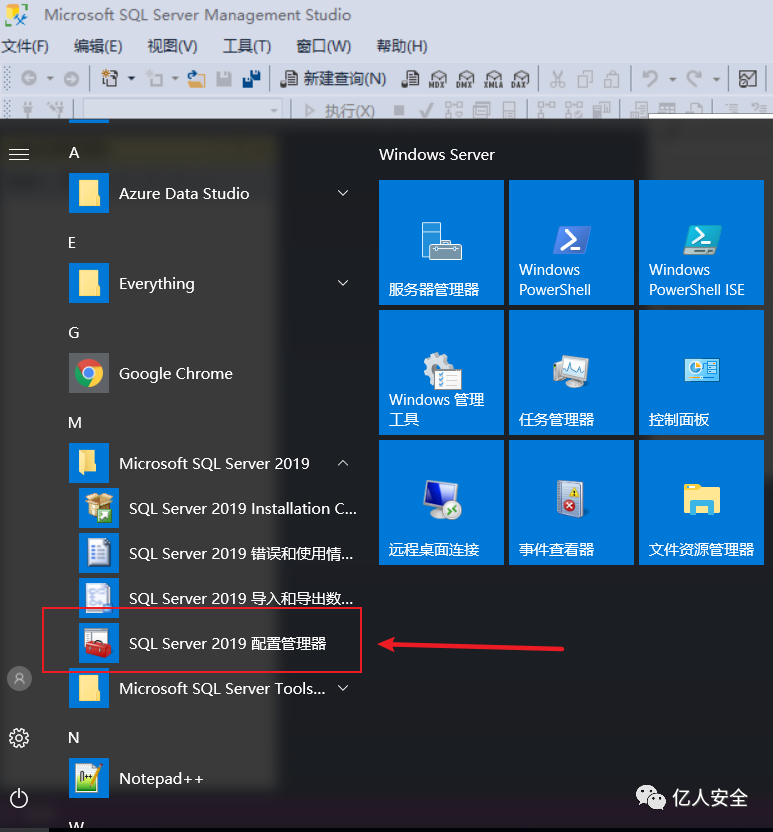 Microsoft SQL Server Management Studio
文件(F) 编辑(E) 视图(V) 工具(T) 窗口(W) 帮助(H)
新建查询(N) MDX DMX XMLA DAX
执行(X)
A
Azure Data Studio
E
Everything
G
Google Chrome
M
Microsoft SQL Server 2019
SQL Server 2019 Installation C...
SQL Server 2019 错误和使用情...
SQL Server 2019 导入和导出数...
SQL Server 2019 配置管理器
Microsoft SQL Server Tools...
N
Notepad++
W
Windows Server
服务器管理器
Windows PowerShell
Windows PowerShell ISE
Windows 管理工具
任务管理器
控制面板
远程桌面连接
事件查看器
文件资源管理器
亿人安全